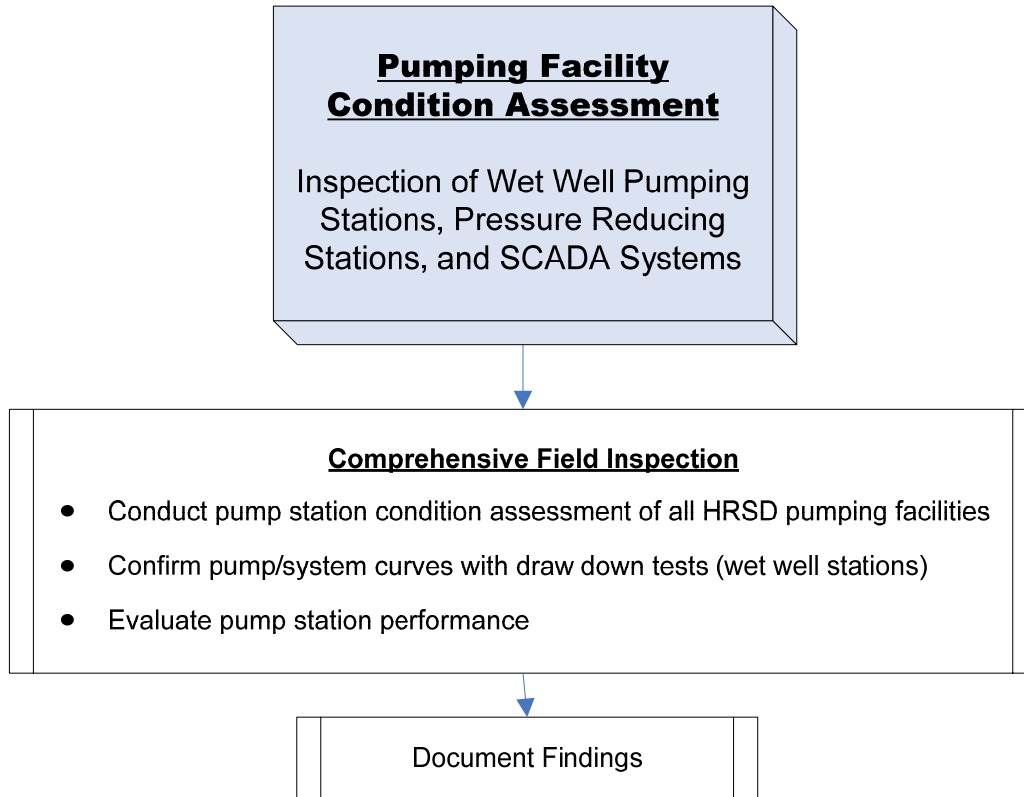 Pumping Facility
Condition Assessment
Inspection of Wet Well Pumping
Stations, Pressure Reducing
Stations, and SCADA Systems
Comprehensive Field Inspection
● Conduct pump station condition assessment of all HRSD pumping facilities
● Confirm pump/system curves with draw down tests (wet well stations)
● Evaluate pump station performance
Document Findings